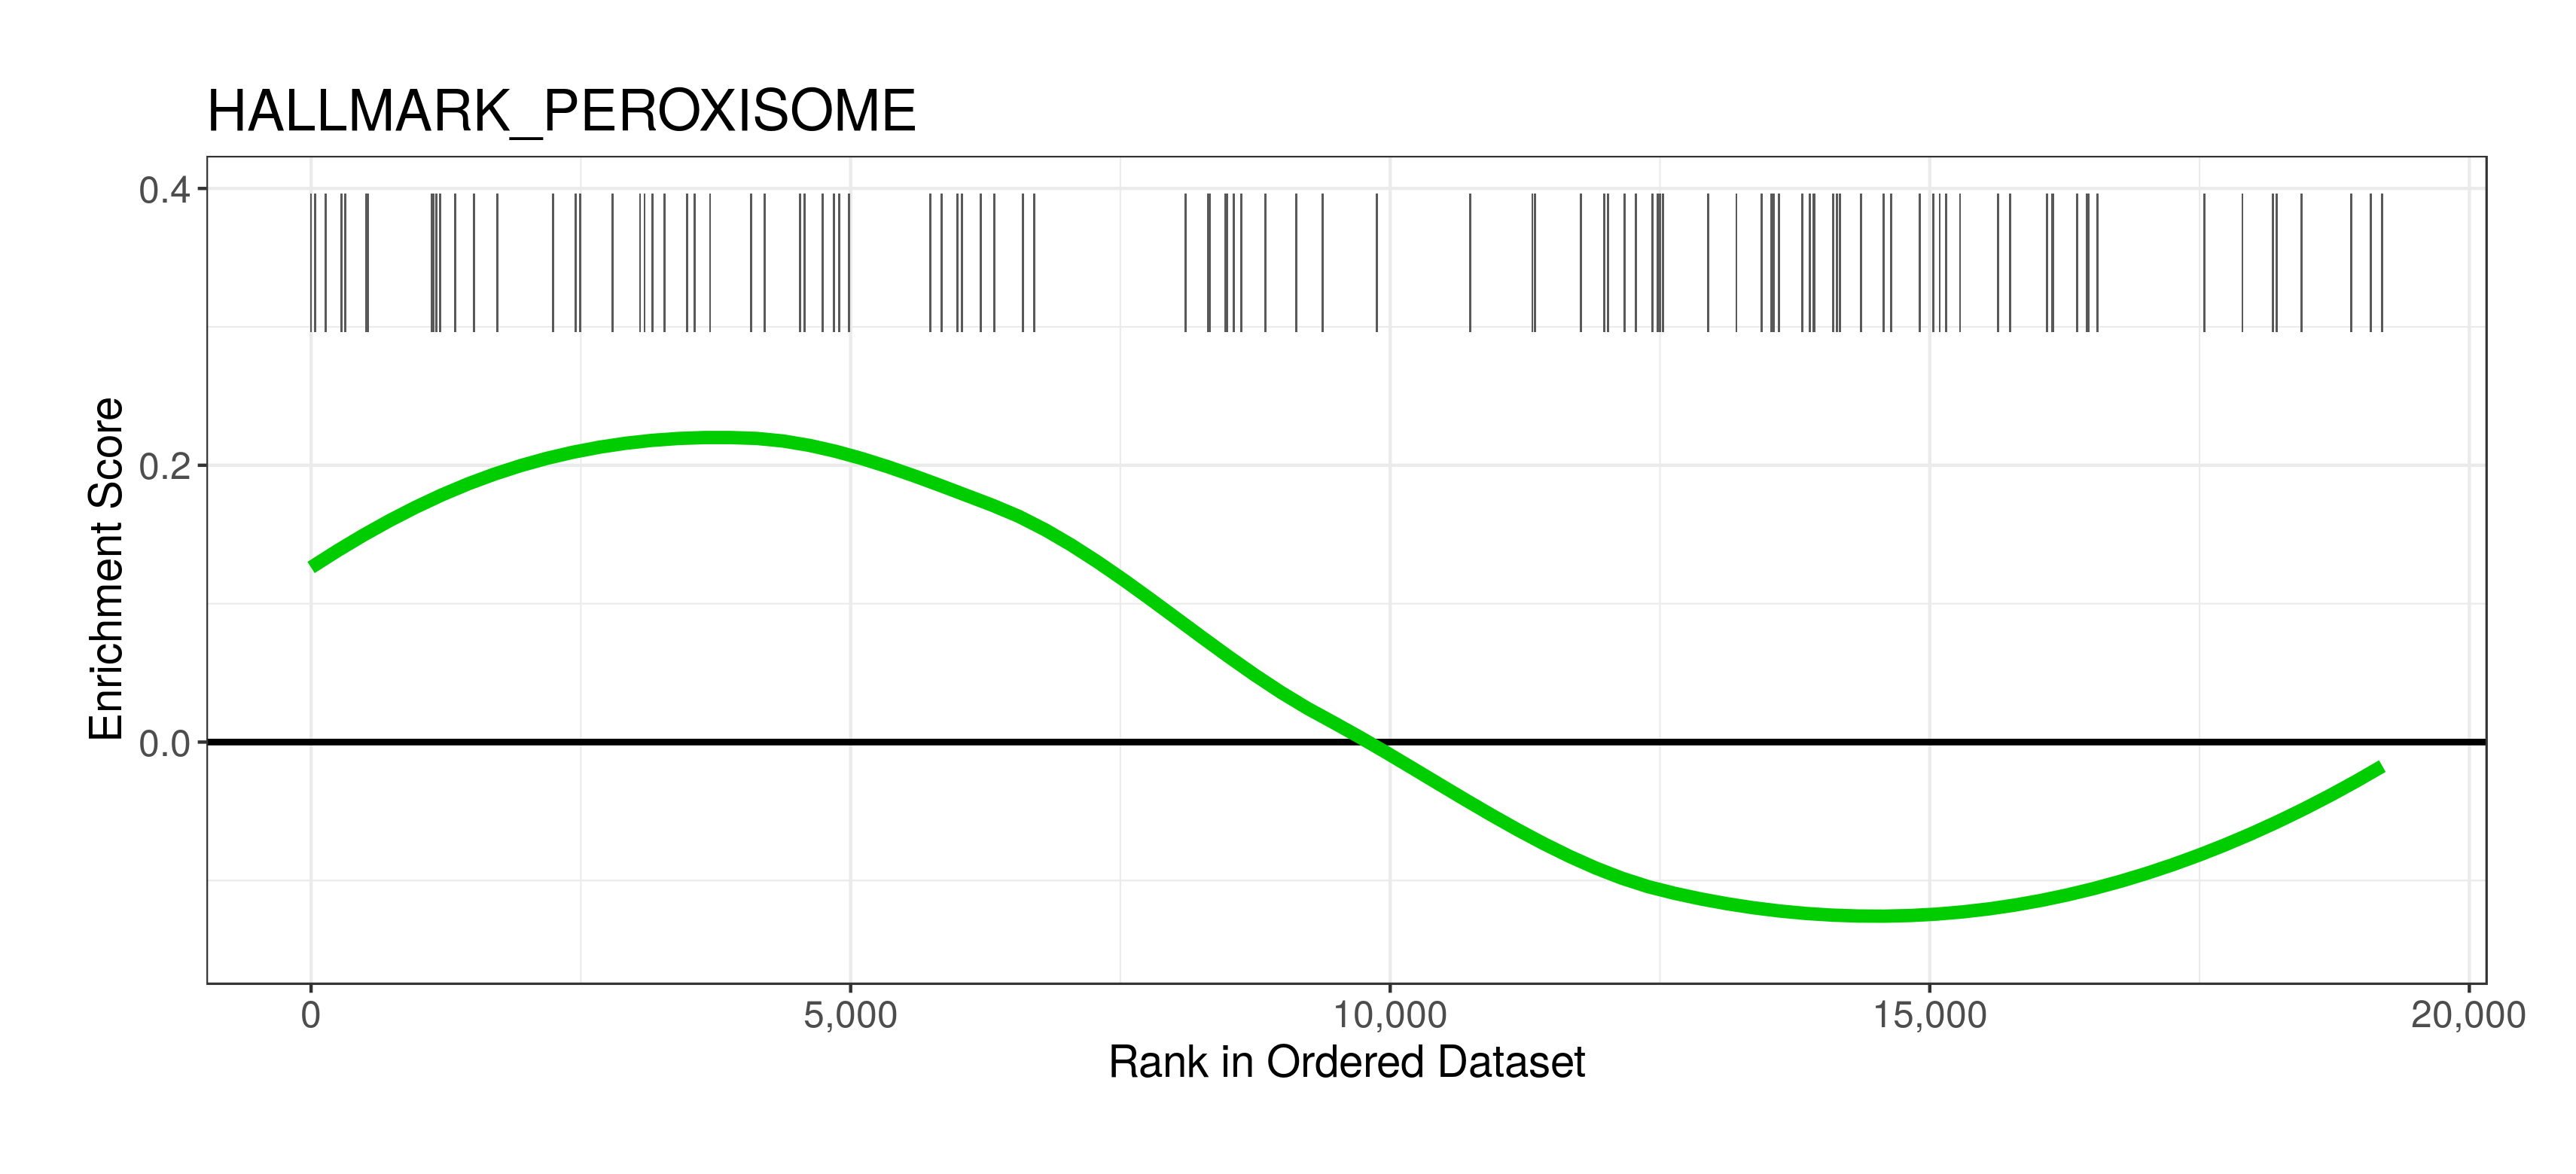 HALLMARK_PEROXISOME
Enrichment Score
0.4
0.2
0.0
0 5,000 10,000 15,000 20,000
Rank in Ordered Dataset